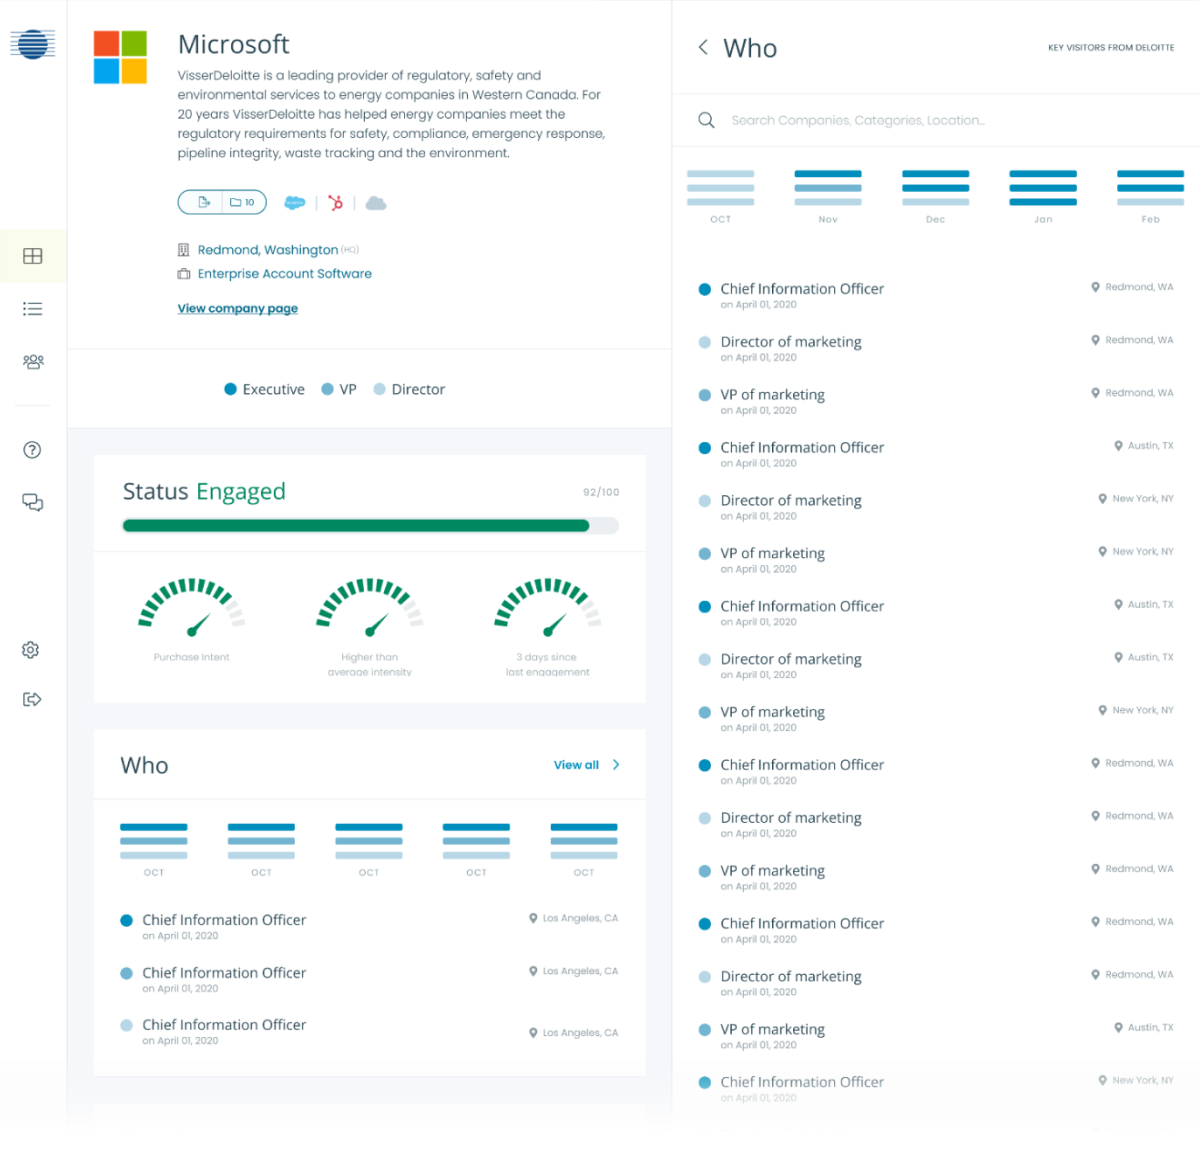 Microsoft
VisserDeloitte is a leading provider of regulatory, safety and
environmental services to energy companies in Western Canada. For
20 years VisserDeloitte has helped energy companies meet the
regulatory requirements for safety, compliance, emergency response,
pipeline integrity, waste tracking and the environment.
10
Redmond, Washington (HQ)
Enterprise Account Software
View company page
Executive VP Director
Status Engaged 92/100
Purchase Intent
Higher than
average intensity
3 days since
last engagement
Who View all
OCT OCT OCT OCT OCT
Chief Information Officer Los Angeles, CA
on April 01, 2020
Chief Information Officer Los Angeles, CA
on April 01, 2020
Chief Information Officer Los Angeles, CA
on April 01, 2020
Who KEY VISITORS FROM DELOITTE
Search Companies, Categories, Location...
OCT Nov Dec Jan Feb
Chief Information Officer Redmond, WA
on April 01, 2020
Director of marketing Redmond, WA
on April 01, 2020
VP of marketing Redmond, WA
on April 01, 2020
Chief Information Officer Austin, TX
on April 01, 2020
Director of marketing New York, NY
on April 01, 2020
VP of marketing New York, NY
on April 01, 2020
Chief Information Officer Austin, TX
on April 01, 2020
Director of marketing Austin, TX
on April 01, 2020
VP of marketing New York, NY
on April 01, 2020
Chief Information Officer Redmond, WA
on April 01, 2020
Director of marketing Redmond, WA
on April 01, 2020
VP of marketing Redmond, WA
on April 01, 2020
Chief Information Officer Redmond, WA
on April 01, 2020
Director of marketing Redmond, WA
on April 01, 2020
VP of marketing Austin, TX
on April 01, 2020
Chief Information Officer New York, NY
on April 01, 2020